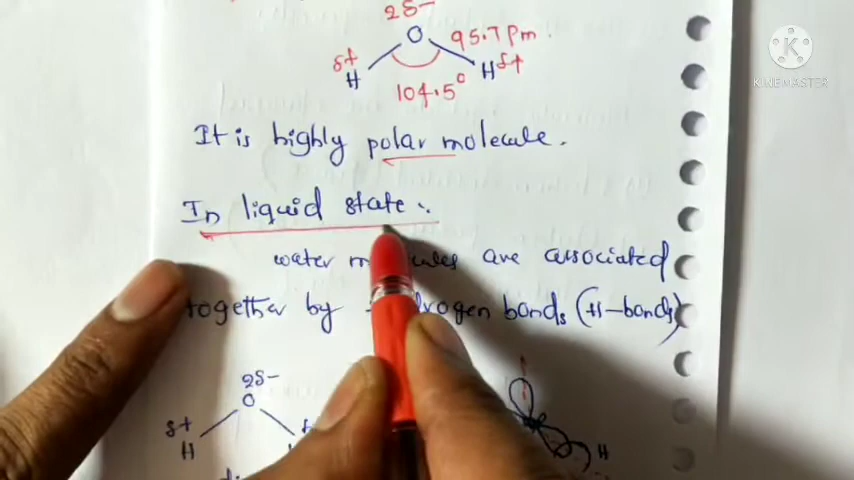 2δ-
O
95.7 pm
δ+
H
H δ+
104.5°
It is highly polar molecule.
In liquid state:
water are associated
together by bonds (H-bonds)
2δ-
O
δ+
H
H
K
KINEMASTER